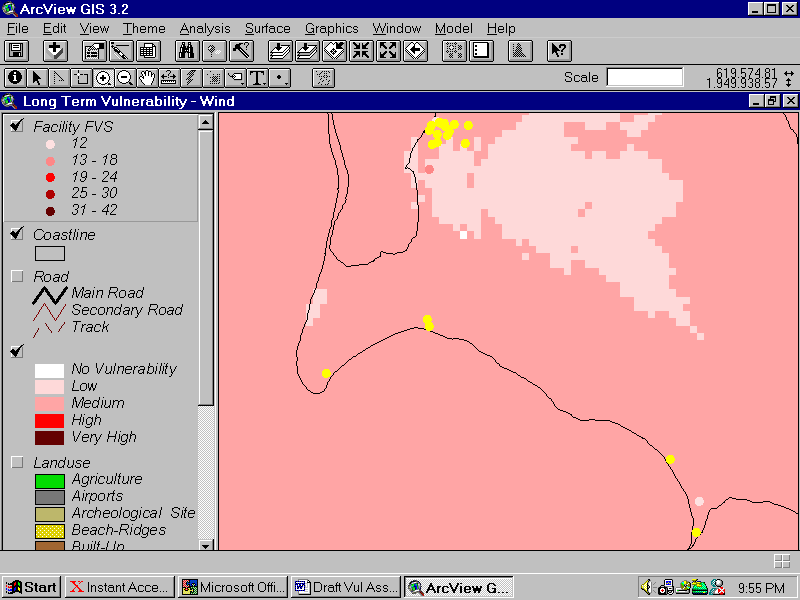 ArcView GIS 3.2
File Edit View Theme Analysis Surface Graphics Window Model Help
Scale 619,574.81
1,949,938.57
Long Term Vulnerability - Wind
Facility FVS
12
13 - 18
19 - 24
25 - 30
31 - 42
Coastline
Road
Main Road
Secondary Road
Track
No Vulnerability
Low
Medium
High
Very High
Landuse
Agriculture
Airports
Archeological Site
Beach-Ridges
Built-Up
Start Instant Acce... Microsoft Offi... Draft Vul Ass... ArcView G... 9:55 PM